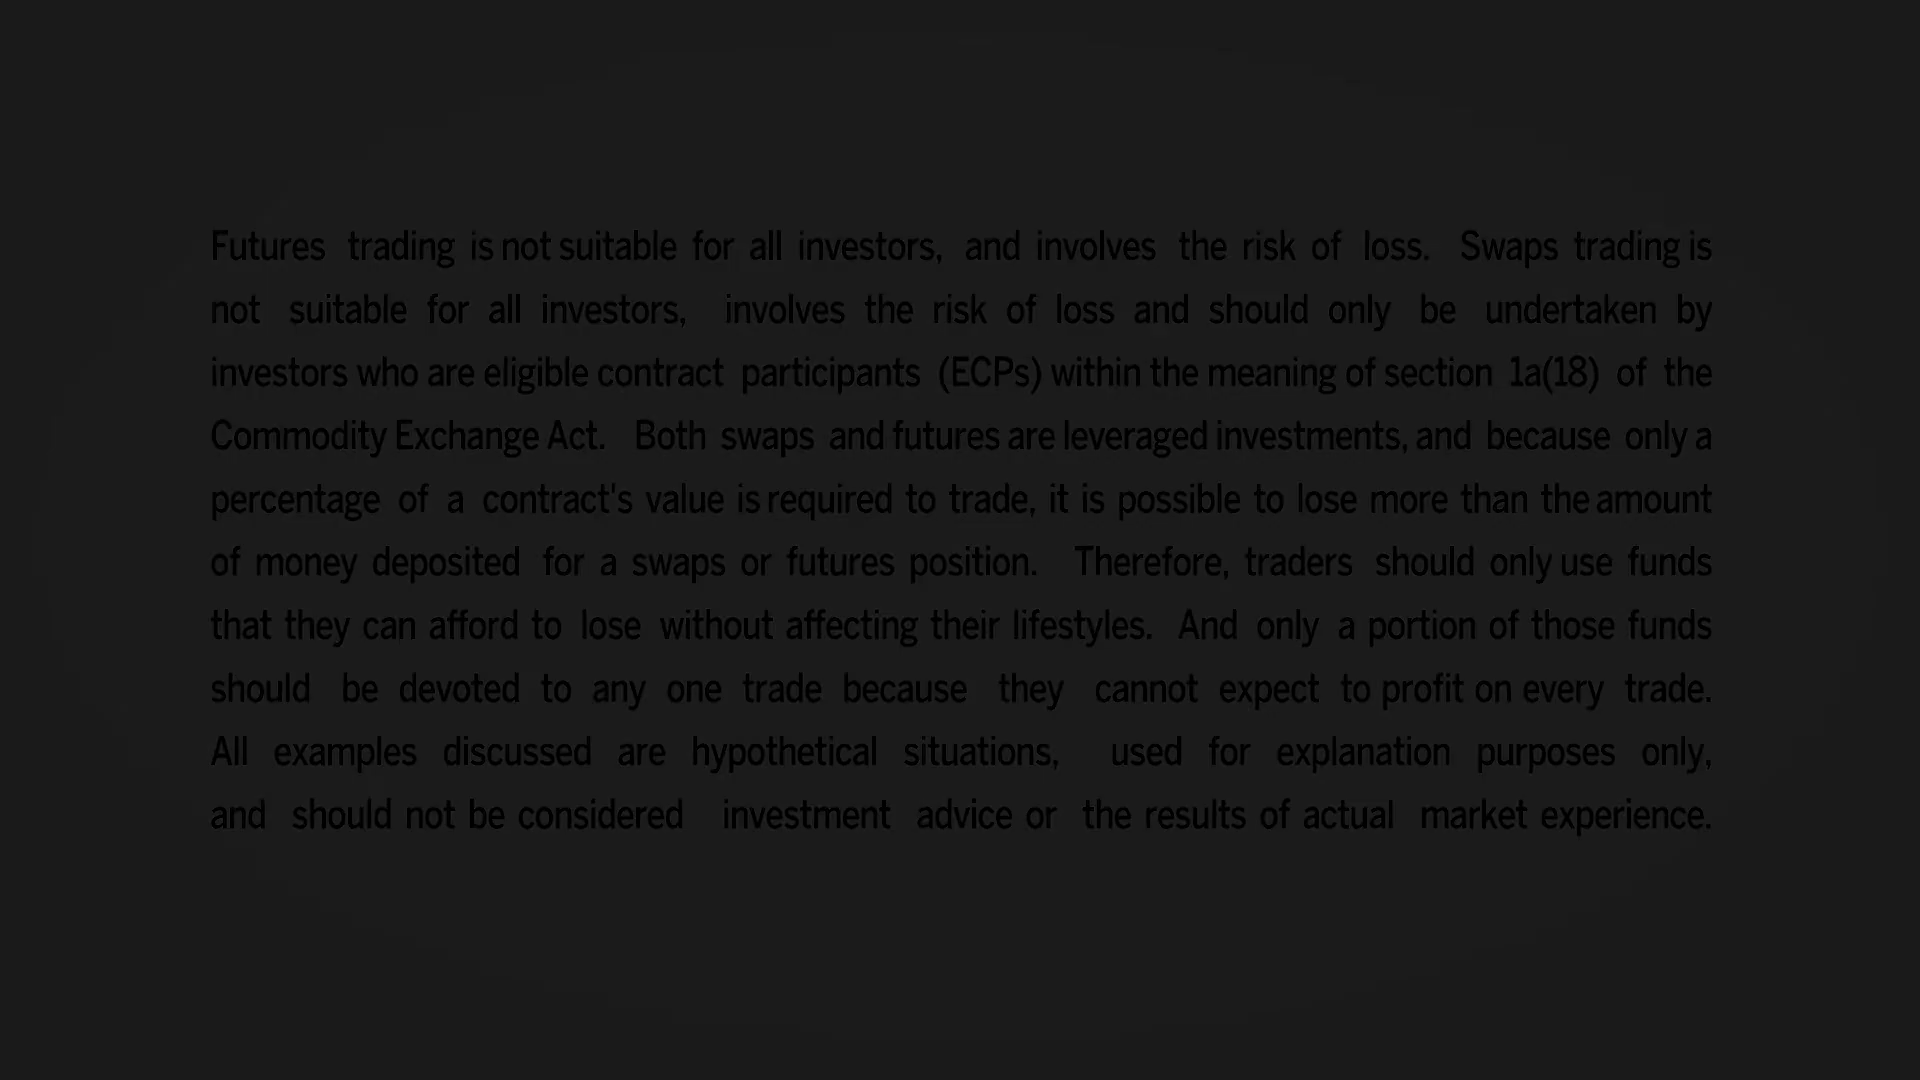 Futures trading is not suitable for all investors, and involves the risk of loss. Swaps trading is
not suitable for all investors, involves the risk of loss and should only be undertaken by
investors who are eligible contract participants (ECPs) within the meaning of section 1a(18) of the
Commodity Exchange Act. Both swaps and futures are leveraged investments, and because only a
percentage of a contract's value is required to trade, it is possible to lose more than the amount
of money deposited for a swaps or futures position. Therefore, traders should only use funds
that they can afford to lose without affecting their lifestyles. And only a portion of those funds
should be devoted to any one trade because they cannot expect to profit on every trade.
All examples discussed are hypothetical situations, used for explanation purposes only,
and should not be considered investment advice or the results of actual market experience.